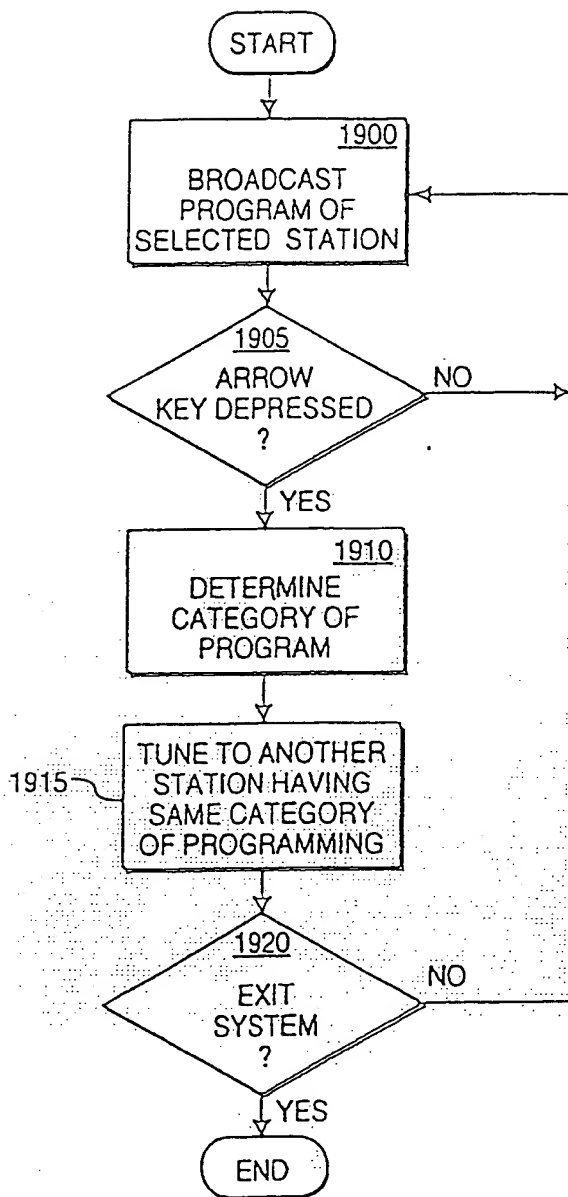 START
1900
BROADCAST
PROGRAM OF
SELECTED STATION
1905
ARROW
KEY DEPRESSED
?
NO
YES
1910
DETERMINE
CATEGORY OF
PROGRAM
1915
TUNE TO ANOTHER
STATION HAVING
SAME CATEGORY
OF PROGRAMMING
1920
EXIT
SYSTEM
?
NO
YES
END